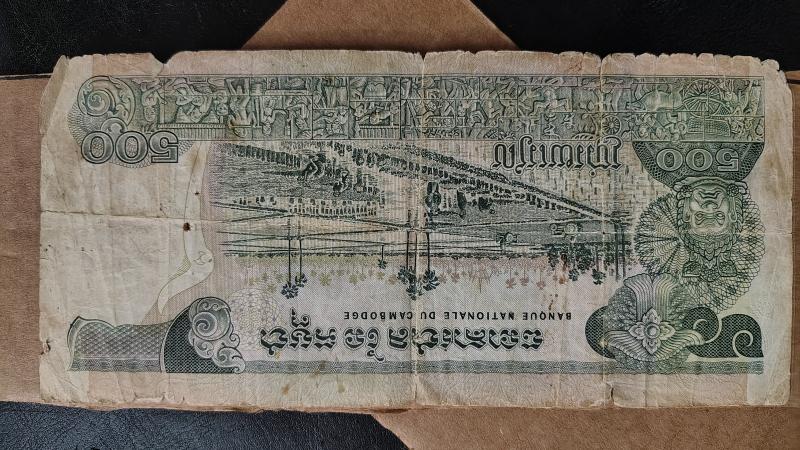 ធនាគារជាតិនៃកម្ពុជា
BANQUE NATIONALE DU CAMBODGE
500
ប្រាំរយរៀល
500